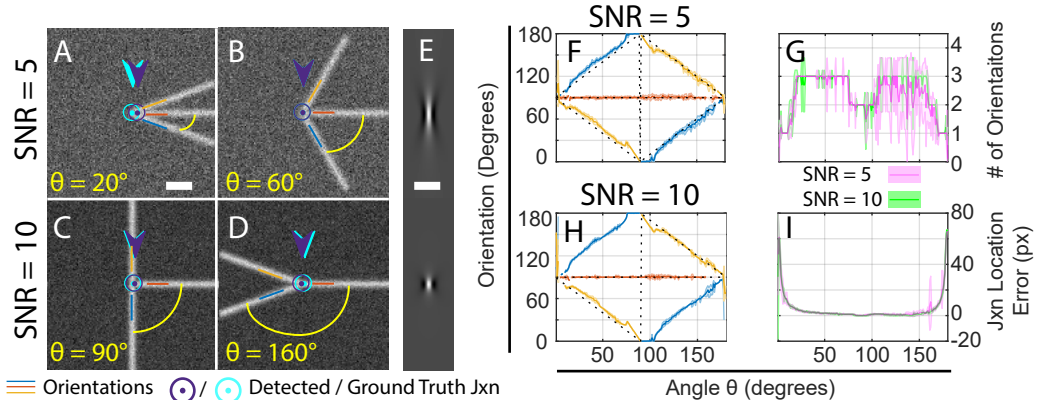 SNR = 5
SNR = 10
A
θ = 20°
B
θ = 60°
C
θ = 90°
D
θ = 160°
E
Orientations
/
Detected / Ground Truth Jxn
SNR = 5
F
180
120
60
0
Orientation (Degrees)
SNR = 10
H
180
120
60
0
50
100
150
G
4
3
2
1
0
# of Orientaitons
SNR = 5
SNR = 10
I
80
40
0
-20
Jxn Location
Error (px)
50
100
150
Angle θ (degrees)